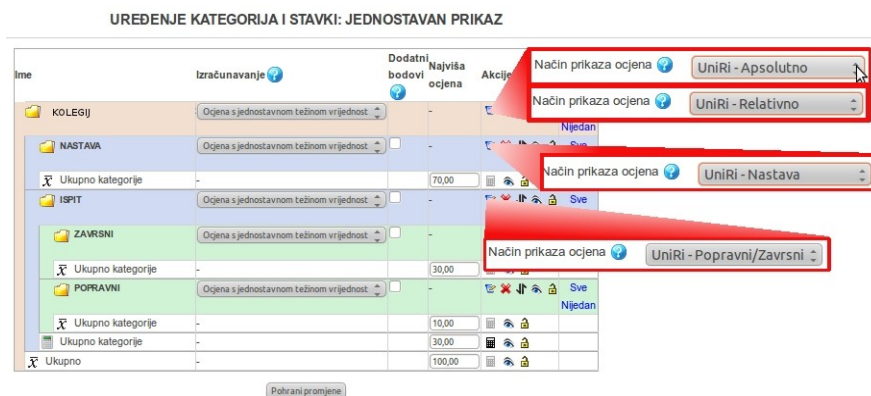 UREĐENJE KATEGORIJA I STAVKI: JEDNOSTAVAN PRIKAZ
Ime Izračunavanje Dodatni bodovi Najviša ocjena Akcije
Način prikaza ocjena UniRi - Apsolutno
Način prikaza ocjena UniRi - Relativno
KOLEGIJ Ocjena s jednostavnom težinom vrijednost -
Nijedan
NASTAVA Ocjena s jednostavnom težinom vrijednost - Sve
Način prikaza ocjena UniRi - Nastava
x̄ Ukupno kategorije - 70,00
ISPIT Ocjena s jednostavnom težinom vrijednost - Sve
ZAVRSNI Ocjena s jednostavnom težinom vrijednost -
Način prikaza ocjena UniRi - Popravni/Zavrsni
x̄ Ukupno kategorije - 30,00
POPRAVNI Ocjena s jednostavnom težinom vrijednost - Sve
Nijedan
x̄ Ukupno kategorije - 10,00
Ukupno kategorije - 30,00
x̄ Ukupno - 100,00
Pohrani promjene